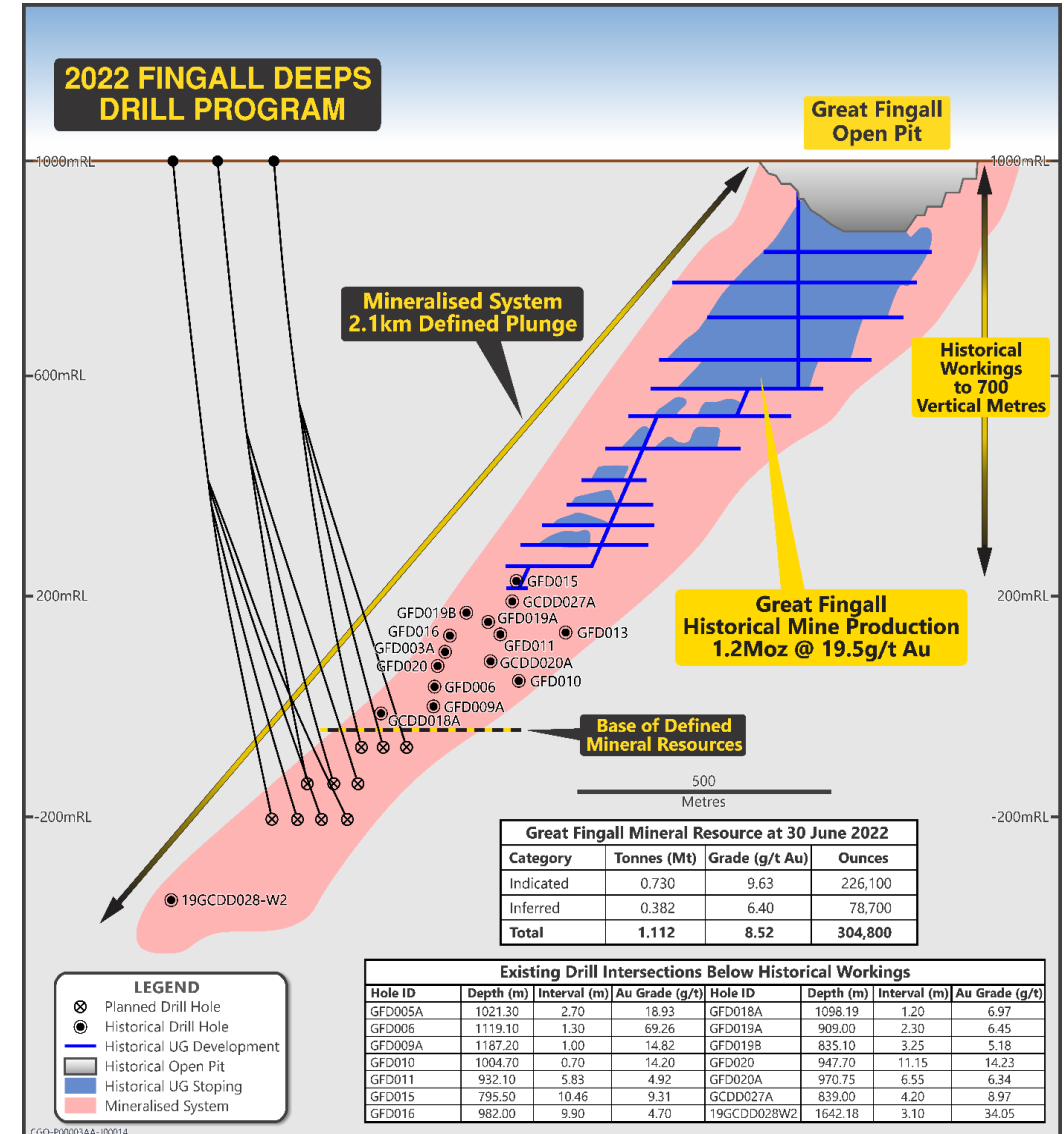 2022 FINGALL DEEPS
DRILL PROGRAM
Great Fingall
Open Pit
1000mRL
1000mRL
Mineralised System
2.1km Defined Plunge
Historical
Workings
to 700
Vertical Metres
600mRL
Great Fingall
Historical Mine Production
1.2Moz @ 19.5g/t Au
200mRL
200mRL
GFD015
GCDD027A
GFD019B
GFD019A
GFD016
GFD013
GFD003A
GFD011
GFD020
GCDD020A
GFD006
GFD010
GFD009A
GCDD018A
Base of Defined
Mineral Resources
500
Metres
-200mRL
-200mRL
19GCDD028-W2
Great Fingall Mineral Resource at 30 June 2022
Category Tonnes (Mt) Grade (g/t Au) Ounces
Indicated 0.730 9.63 226,100
Inferred 0.382 6.40 78,700
Total 1.112 8.52 304,800
LEGEND
Planned Drill Hole
Historical Drill Hole
Historical UG Development
Historical Open Pit
Historical UG Stoping
Mineralised System
Existing Drill Intersections Below Historical Workings
Hole ID Depth (m) Interval (m) Au Grade (g/t) Hole ID Depth (m) Interval (m) Au Grade (g/t)
GFD005A 1021.30 2.70 18.93 GFD018A 1098.19 1.20 6.97
GFD006 1119.10 1.30 69.26 GFD019A 909.00 2.30 6.45
GFD009A 1187.20 1.00 14.82 GFD019B 835.10 3.25 5.18
GFD010 1004.70 0.70 14.20 GFD020 947.70 11.15 14.23
GFD011 932.10 5.83 4.92 GFD020A 970.75 6.55 6.34
GFD015 795.50 10.46 9.31 GCDD027A 839.00 4.20 8.97
GFD016 982.00 9.90 4.70 19GCDD028W2 1642.18 3.10 34.05